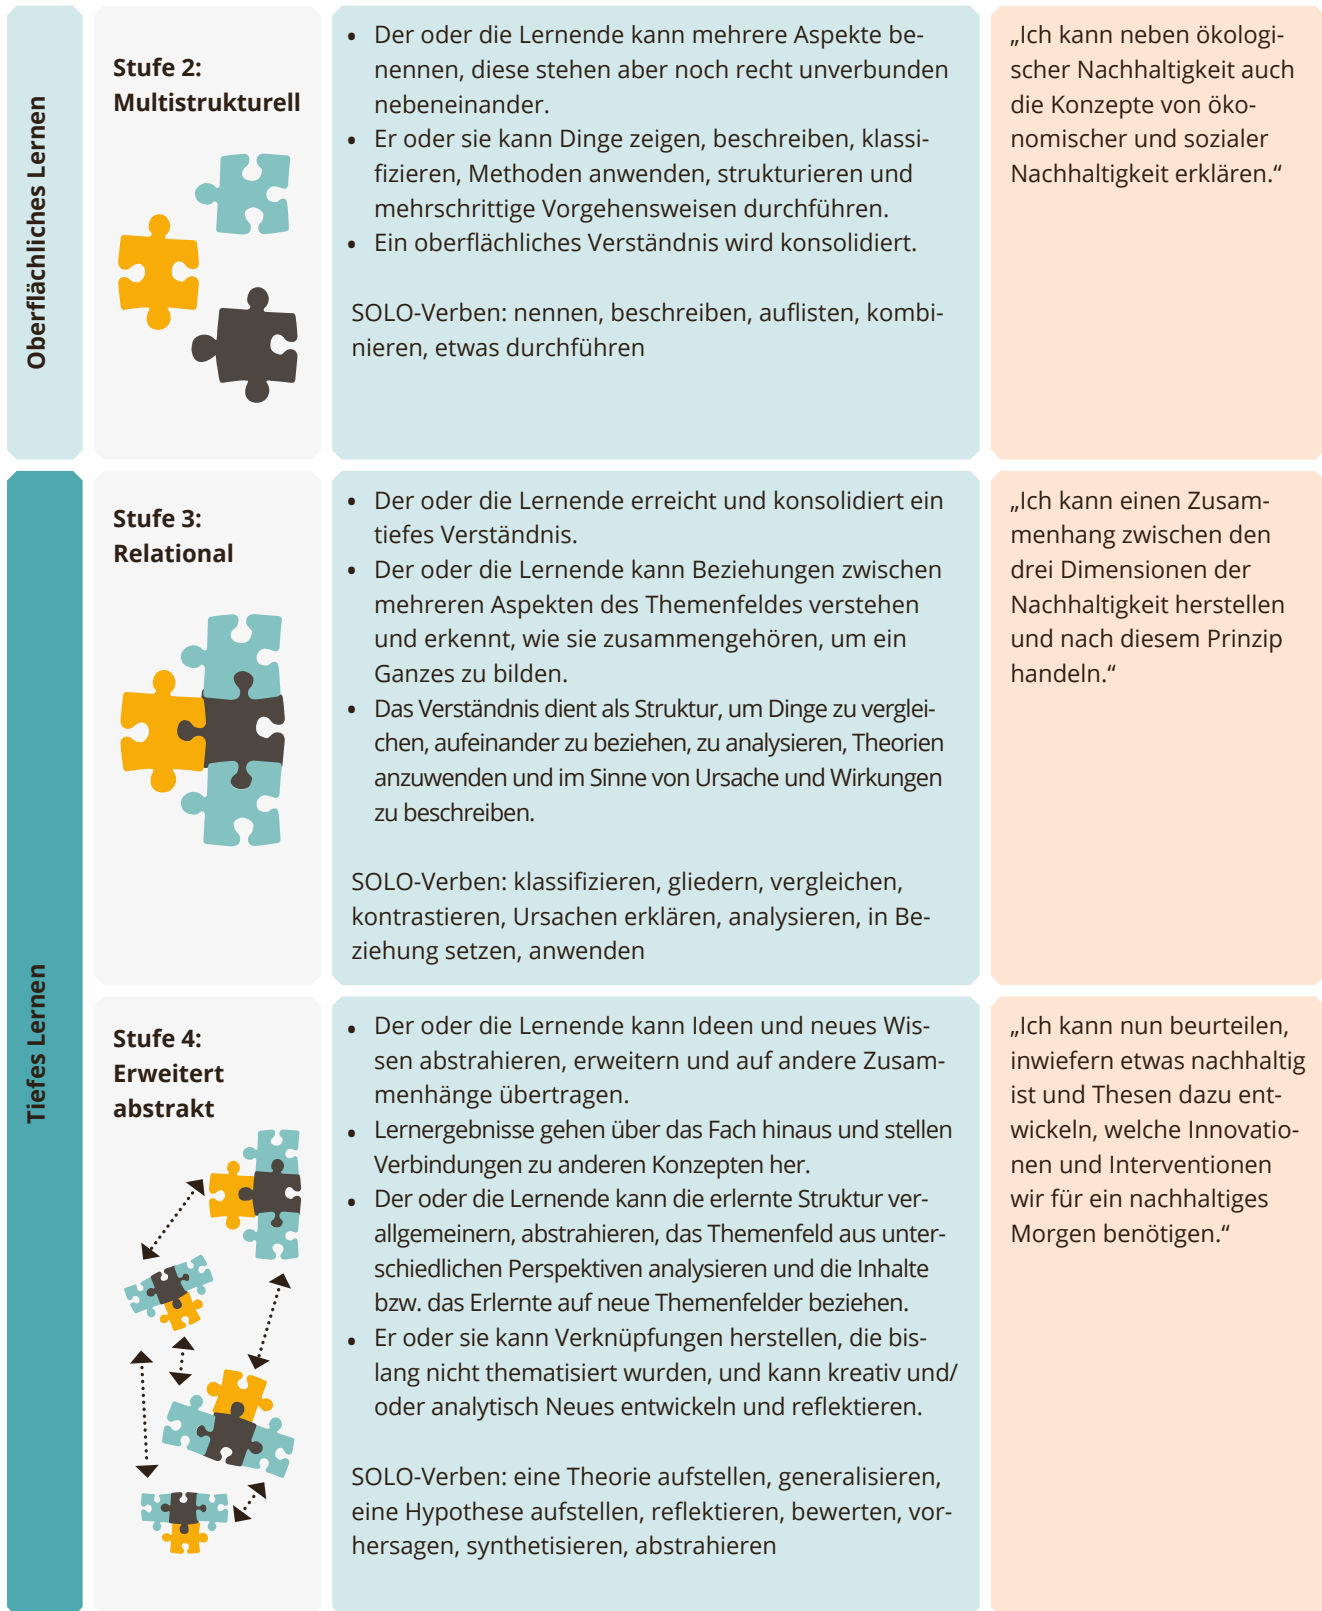 Oberflächliches Lernen
Stufe 2:
Multistrukturell
• Der oder die Lernende kann mehrere Aspekte be-
nennen, diese stehen aber noch recht unverbunden
nebeneinander.
• Er oder sie kann Dinge zeigen, beschreiben, klassi-
fizieren, Methoden anwenden, strukturieren und
mehrschrittige Vorgehensweisen durchführen.
• Ein oberflächliches Verständnis wird konsolidiert.
SOLO-Verben: nennen, beschreiben, auflisten, kombi-
nieren, etwas durchführen
„Ich kann neben ökologi-
scher Nachhaltigkeit auch
die Konzepte von öko-
nomischer und sozialer
Nachhaltigkeit erklären.“
Tiefes Lernen
Stufe 3:
Relational
• Der oder die Lernende erreicht und konsolidiert ein
tiefes Verständnis.
• Der oder die Lernende kann Beziehungen zwischen
mehreren Aspekten des Themenfeldes verstehen
und erkennt, wie sie zusammengehören, um ein
Ganzes zu bilden.
• Das Verständnis dient als Struktur, um Dinge zu verglei-
chen, aufeinander zu beziehen, zu analysieren, Theorien
anzuwenden und im Sinne von Ursache und Wirkungen
zu beschreiben.
SOLO-Verben: klassifizieren, gliedern, vergleichen,
kontrastieren, Ursachen erklären, analysieren, in Be-
ziehung setzen, anwenden
„Ich kann einen Zusam-
menhang zwischen den
drei Dimensionen der
Nachhaltigkeit herstellen
und nach diesem Prinzip
handeln.“
Stufe 4:
Erweitert
abstrakt
• Der oder die Lernende kann Ideen und neues Wis-
sen abstrahieren, erweitern und auf andere Zusam-
menhänge übertragen.
• Lernergebnisse gehen über das Fach hinaus und stellen
Verbindungen zu anderen Konzepten her.
• Der oder die Lernende kann die erlernte Struktur ver-
allgemeinern, abstrahieren, das Themenfeld aus unter-
schiedlichen Perspektiven analysieren und die Inhalte
bzw. das Erlernte auf neue Themenfelder beziehen.
• Er oder sie kann Verknüpfungen herstellen, die bis-
lang nicht thematisiert wurden, und kann kreativ und/
oder analytisch Neues entwickeln und reflektieren.
SOLO-Verben: eine Theorie aufstellen, generalisieren,
eine Hypothese aufstellen, reflektieren, bewerten, vor-
hersagen, synthetisieren, abstrahieren
„Ich kann nun beurteilen,
inwiefern etwas nachhaltig
ist und Thesen dazu ent-
wickeln, welche Innovatio-
nen und Interventionen
wir für ein nachhaltiges
Morgen benötigen.“